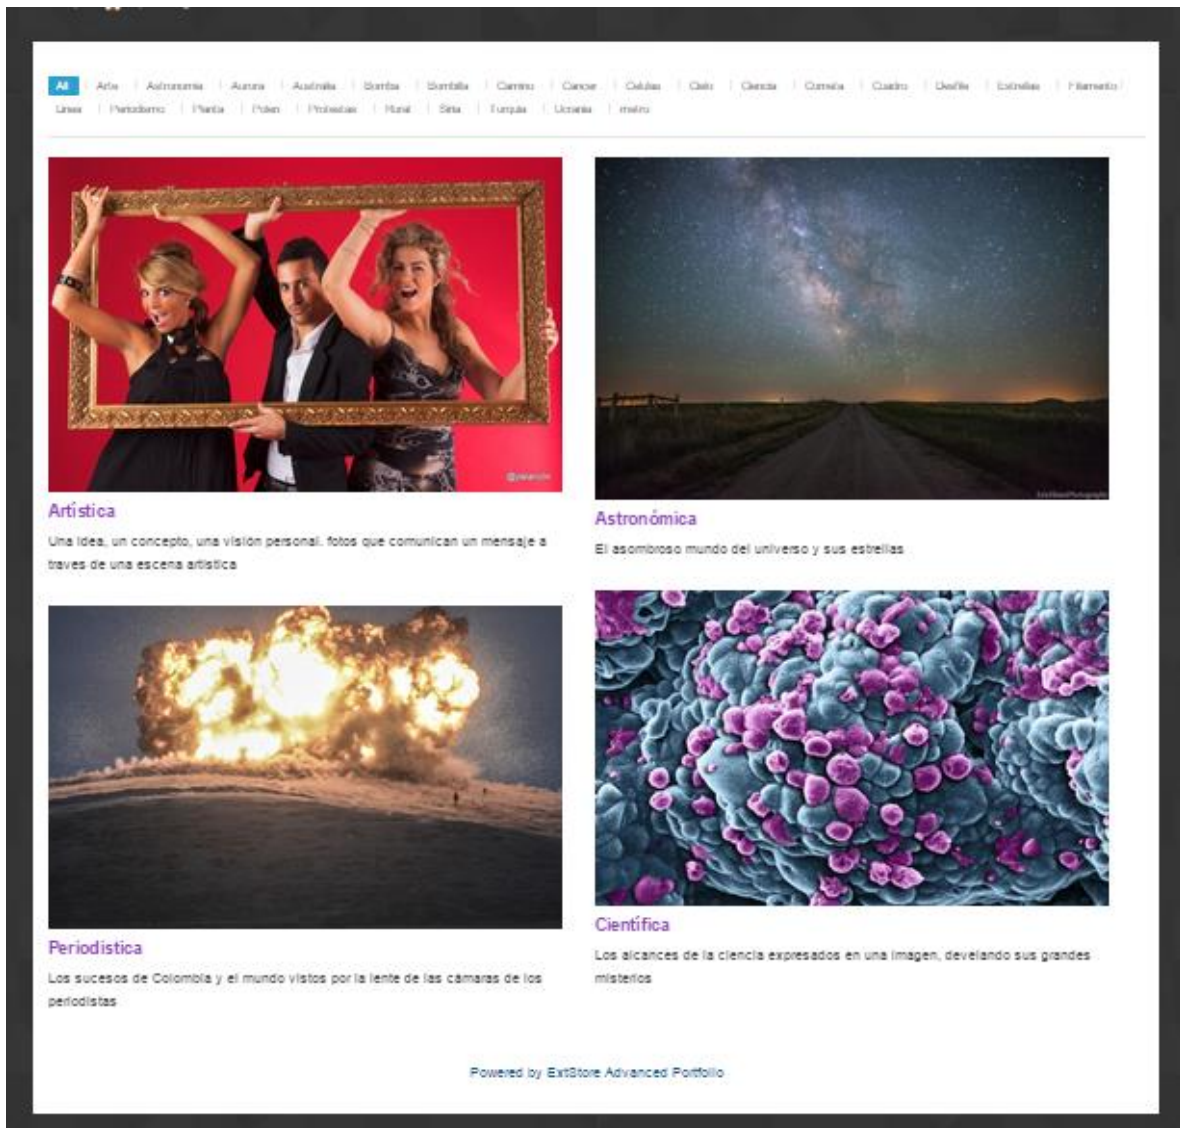 All | Arte | Astronomia | Aurora | Australia | Bomba | Bombilla | Camino | Cancer | Celulas | Cielo | Ciencia | Cometa | Cuadro | Desfile | Estrellas | Filamento |
Linea | Periodismo | Planta | Polen | Protestas | Rural | Siria | Turquia | Ucrania | metro
Artística
Una idea, un concepto, una visión personal. fotos que comunican un mensaje a
traves de una escena artistica
Astronómica
El asombroso mundo del universo y sus estrellas
Periodistica
Los sucesos de Colombia y el mundo vistos por la lente de las cámaras de los
periodistas
Científica
Los alcances de la ciencia expresados en una imagen, develando sus grandes
misterios
Powered by ExtStore Advanced Portfolio